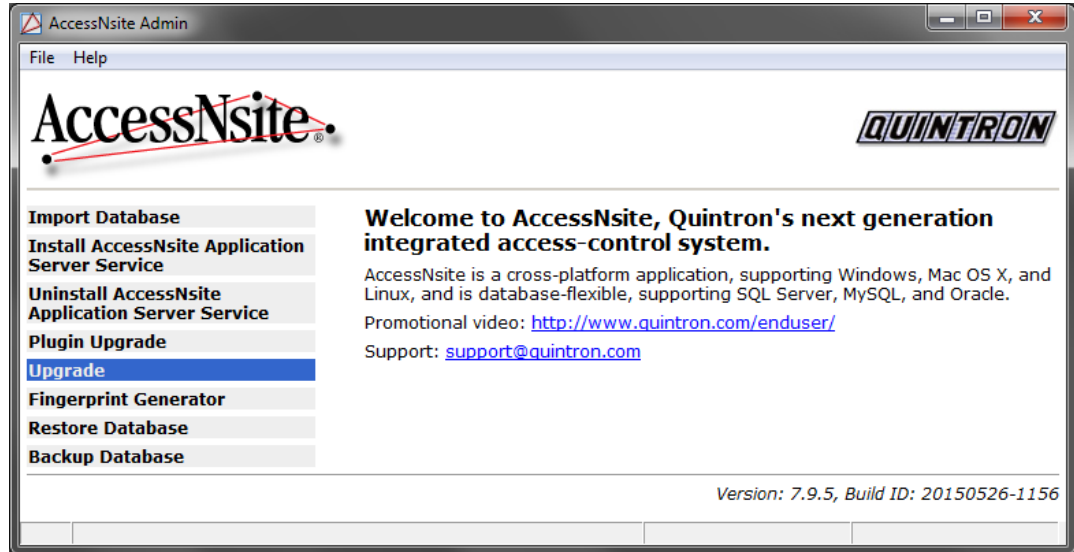 AccessNsite Admin
File Help
AccessNsite®
QUINTRON
Import Database
Install AccessNsite Application
Server Service
Uninstall AccessNsite
Application Server Service
Plugin Upgrade
Upgrade
Fingerprint Generator
Restore Database
Backup Database
Welcome to AccessNsite, Quintron's next generation
integrated access-control system.
AccessNsite is a cross-platform application, supporting Windows, Mac OS X, and
Linux, and is database-flexible, supporting SQL Server, MySQL, and Oracle.
Promotional video: http://www.quintron.com/enduser/
Support: support@quintron.com
Version: 7.9.5, Build ID: 20150526-1156